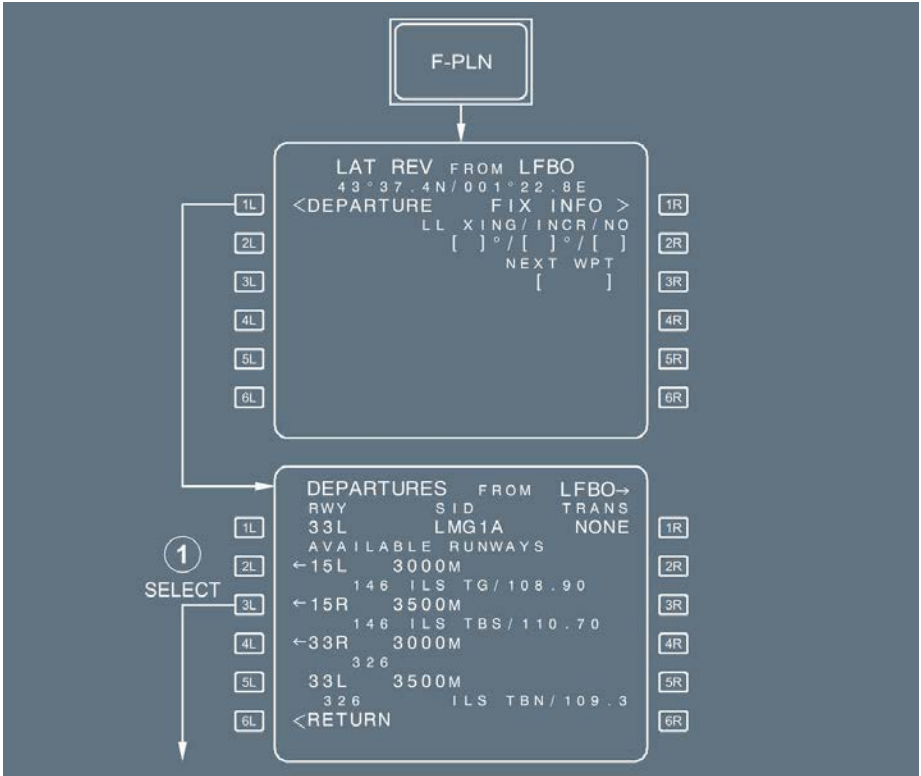 F-PLN
LAT REV FROM LFBO
43°37.4N/001°22.8E
1L <DEPARTURE FIX INFO > 1R
LL XING/INCR/NO
2L [ ]°/[ ]°/[ ] 2R
NEXT WPT
3L [ ] 3R
4L 4R
5L 5R
6L 6R
DEPARTURES FROM LFBO→
RWY SID TRANS
1L 33L LMG1A NONE 1R
AVAILABLE RUNWAYS
1
SELECT
2L ←15L 3000M 2R
146 ILS TG/108.90
3L ←15R 3500M 3R
146 ILS TBS/110.70
4L ←33R 3000M 4R
326
5L 33L 3500M 5R
326 ILS TBN/109.3
6L <RETURN 6R